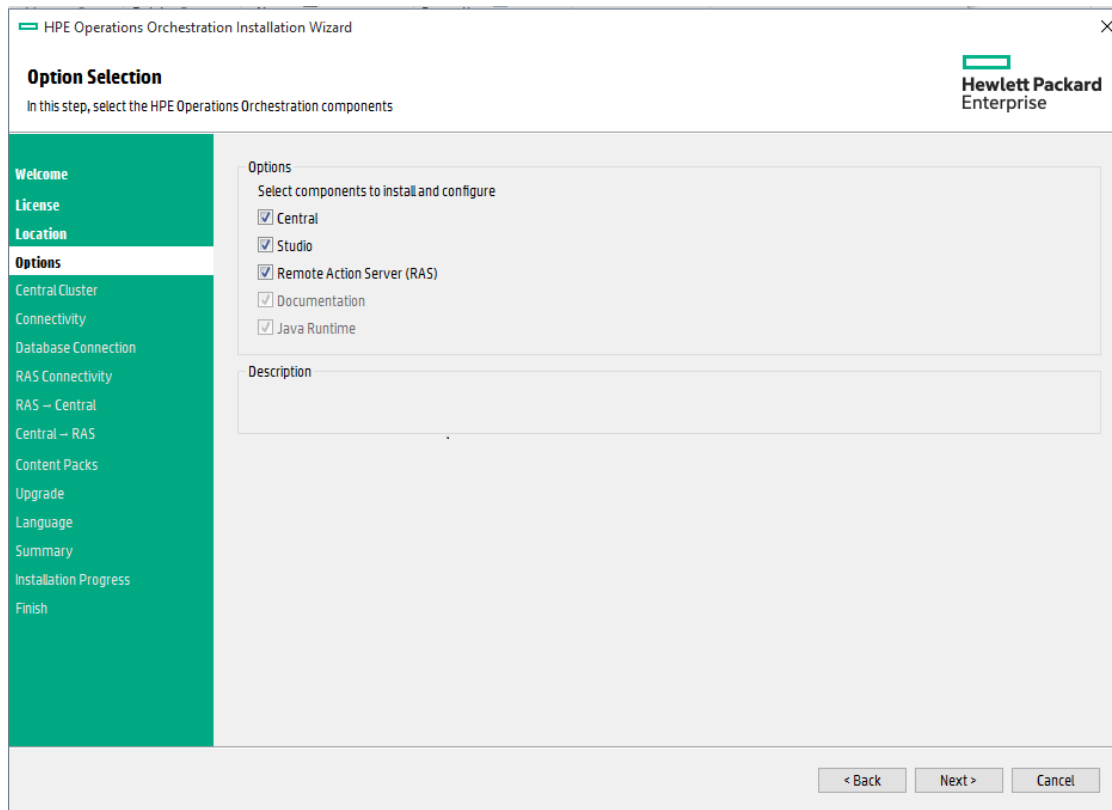 HPE Operations Orchestration Installation Wizard
Option Selection
In this step, select the HPE Operations Orchestration components
Hewlett Packard
Enterprise
Welcome
License
Location
Options
Central Cluster
Connectivity
Database Connection
RAS Connectivity
RAS → Central
Central → RAS
Content Packs
Upgrade
Language
Summary
Installation Progress
Finish
Options
Select components to install and configure
Central
Studio
Remote Action Server (RAS)
Documentation
Java Runtime
Description
< Back
Next >
Cancel